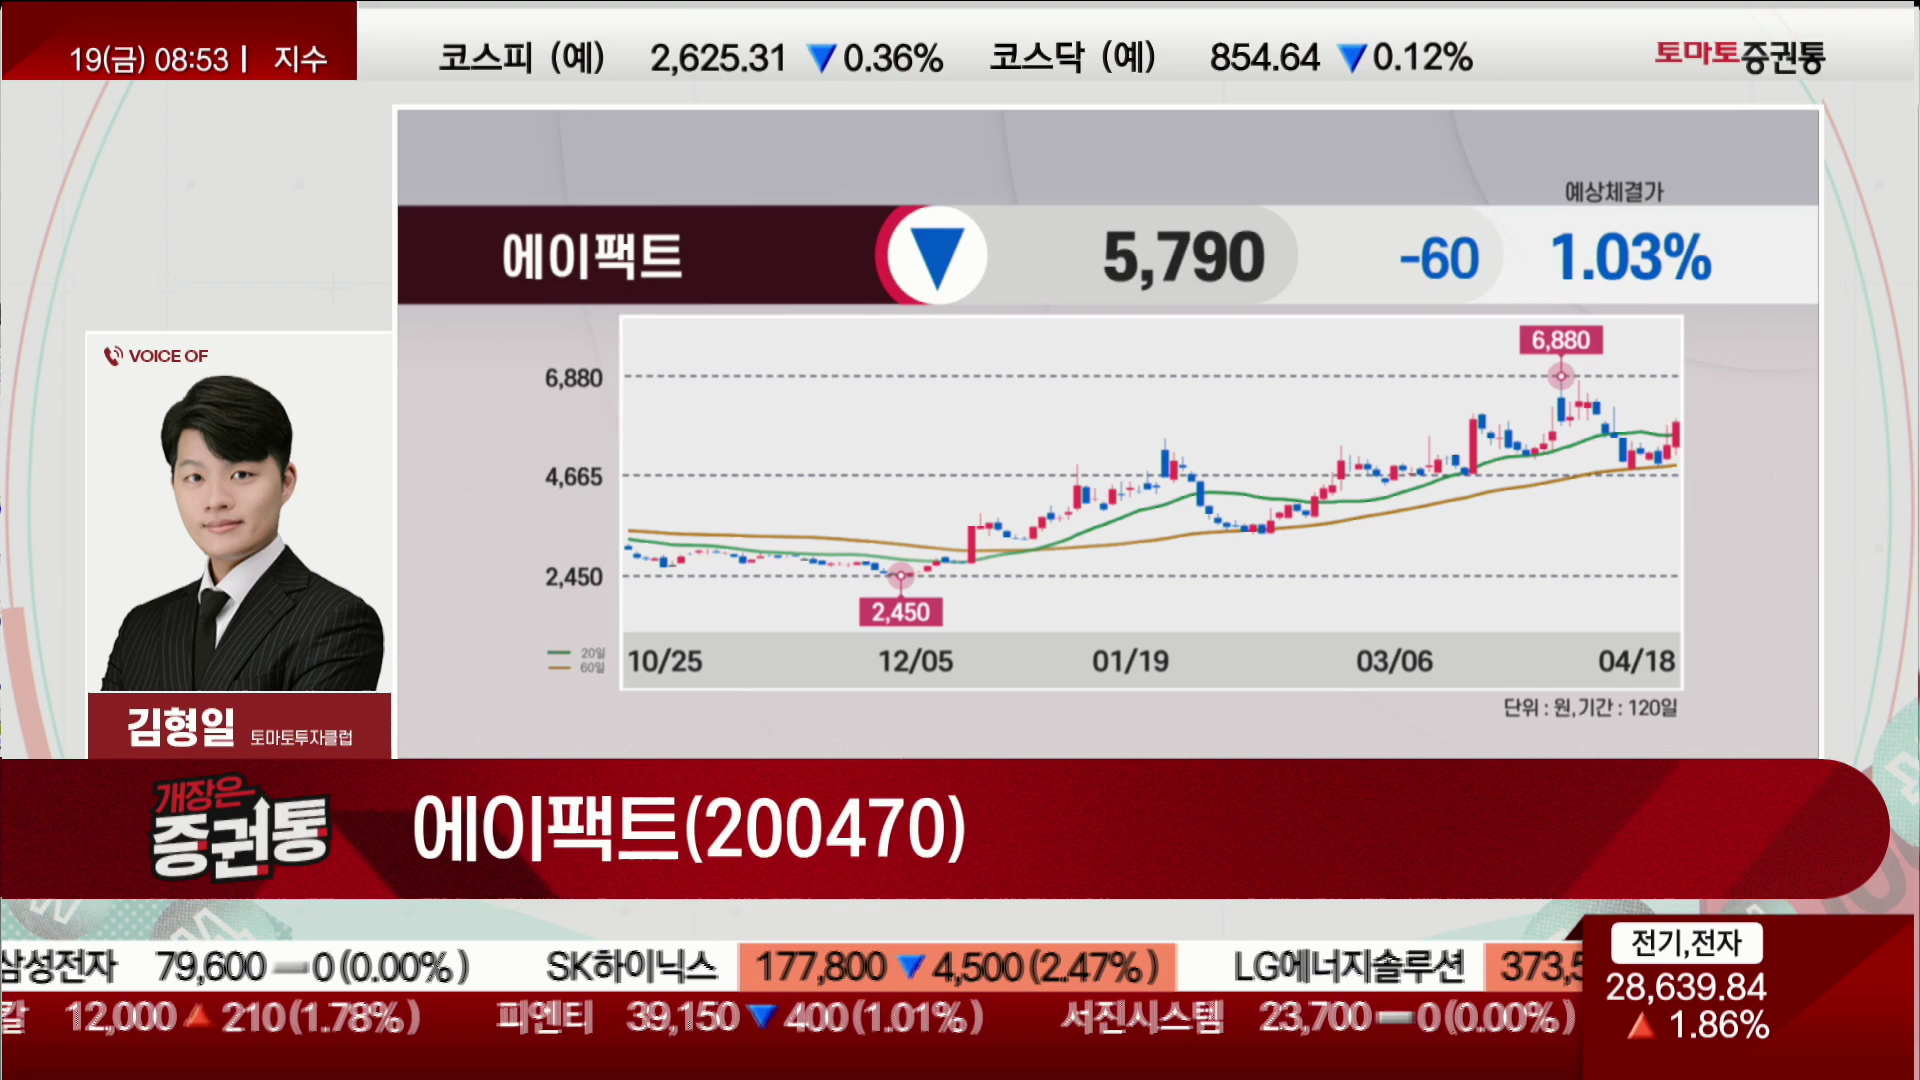 19(금) 08:53 | 지수
코스피 (예) 2,625.31 ▼0.36% 코스닥 (예) 854.64 ▼0.12%
토마토증권통
예상체결가
에이팩트 ▼ 5,790 -60 1.03%
VOICE OF
6,880
6,880
4,665
2,450
2,450
20일
60일
10/25 12/05 01/19 03/06 04/18
단위 : 원, 기간 : 120일
김형일 토마토투자클럽
개장은
증권통
에이팩트(200470)
삼성전자 79,600 0(0.00%) SK하이닉스 177,800 ▼4,500(2.47%) LG에너지솔루션 373,5
칼 12,000 ▲210(1.78%) 피엔티 39,150 ▼400(1.01%) 서진시스템 23,700 0(0.00%)
전기,전자
28,639.84
▲ 1.86%